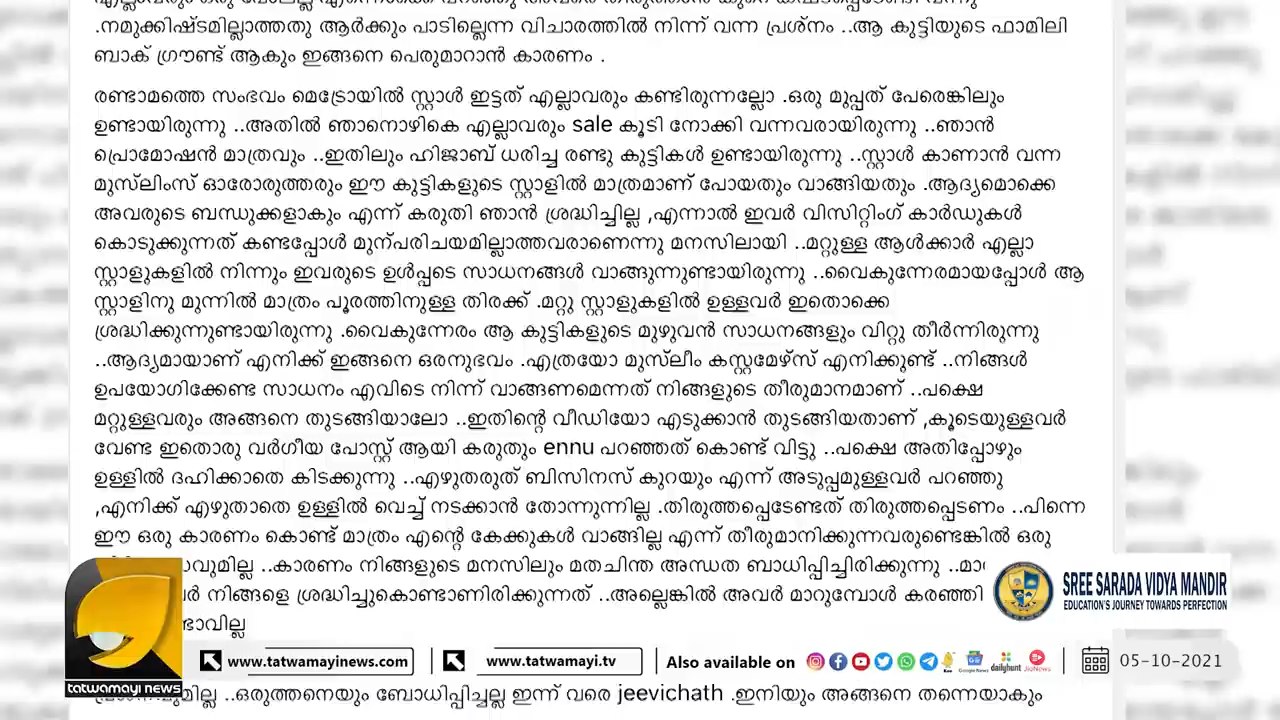 .നമുക്കിഷ്ടമില്ലാത്തതു ആർക്കും പാടില്ലെന്ന വിചാരത്തിൽ നിന്ന് വന്ന പ്രശ്നം ..ആ കുട്ടിയുടെ ഫാമിലി
ബാക് ഗ്രൗണ്ട് ആകും ഇങ്ങനെ പെരുമാറാൻ കാരണം .
രണ്ടാമത്തെ സംഭവം മെട്രോയിൽ സ്റ്റാൾ ഇട്ടത് എല്ലാവരും കണ്ടിരുന്നല്ലോ .ഒരു മുപ്പത് പേരെങ്കിലും
ഉണ്ടായിരുന്നു ..അതിൽ ഞാനൊഴികെ എല്ലാവരും sale കൂടി നോക്കി വന്നവരായിരുന്നു ..ഞാൻ
പ്രൊമോഷൻ മാത്രവും ..ഇതിലും ഹിജാബ് ധരിച്ച രണ്ടു കുട്ടികൾ ഉണ്ടായിരുന്നു ..സ്റ്റാൾ കാണാൻ വന്ന
മുസ്ലിംസ് ഓരോരുത്തരും ഈ കുട്ടികളുടെ സ്റ്റാളിൽ മാത്രമാണ് പോയതും വാങ്ങിയതും .ആദ്യമൊക്കെ
അവരുടെ ബന്ധുക്കളാകും എന്ന് കരുതി ഞാൻ ശ്രദ്ധിച്ചില്ല ,എന്നാൽ ഇവർ വിസിറ്റിംഗ് കാർഡുകൾ
കൊടുക്കുന്നത് കണ്ടപ്പോൾ മുന്പരിചയമില്ലാത്തവരാണെന്നു മനസിലായി ..മറ്റുള്ള ആൾക്കാർ എല്ലാ
സ്റ്റാളുകളിൽ നിന്നും ഇവരുടെ ഉൾപ്പടെ സാധനങ്ങൾ വാങ്ങുന്നുണ്ടായിരുന്നു ..വൈകുന്നേരമായപ്പോൾ ആ
സ്റ്റാളിനു മുന്നിൽ മാത്രം പൂരത്തിനുള്ള തിരക്ക് .മറ്റു സ്റ്റാളുകളിൽ ഉള്ളവർ ഇതൊക്കെ
ശ്രദ്ധിക്കുന്നുണ്ടായിരുന്നു .വൈകുന്നേരം ആ കുട്ടികളുടെ മുഴുവൻ സാധനങ്ങളും വിറ്റു തീർന്നിരുന്നു
..ആദ്യമായാണ് എനിക്ക് ഇങ്ങനെ ഒരനുഭവം .എത്രയോ മുസ്ലീം കസ്റ്റമേഴ്സ് എനിക്കുണ്ട് ..നിങ്ങൾ
ഉപയോഗിക്കേണ്ട സാധനം എവിടെ നിന്ന് വാങ്ങണമെന്നത് നിങ്ങളുടെ തീരുമാനമാണ് ..പക്ഷെ
മറ്റുള്ളവരും അങ്ങനെ തുടങ്ങിയാലോ ..ഇതിന്റെ വീഡിയോ എടുക്കാൻ തുടങ്ങിയതാണ് ,കൂടെയുള്ളവർ
വേണ്ട ഇതൊരു വർഗീയ പോസ്റ്റ് ആയി കരുതും ennu പറഞ്ഞത് കൊണ്ട് വിട്ടു ..പക്ഷെ അതിപ്പോഴും
ഉള്ളിൽ ദഹിക്കാതെ കിടക്കുന്നു ..എഴുതരുത് ബിസിനസ് കുറയും എന്ന് അടുപ്പമുള്ളവർ പറഞ്ഞു
,എനിക്ക് എഴുതാതെ ഉള്ളിൽ വെച്ച് നടക്കാൻ തോന്നുന്നില്ല .തിരുത്തപ്പെടേണ്ടത് തിരുത്തപ്പെടണം ..പിന്നെ
ഈ ഒരു കാരണം കൊണ്ട് മാത്രം എന്റെ കേക്കുകൾ വാങ്ങില്ല എന്ന് തീരുമാനിക്കുന്നവരുണ്ടെങ്കിൽ ഒരു
..കാരണം നിങ്ങളുടെ മനസിലും മതചിന്ത അന്ധത ബാധിപ്പിച്ചിരിക്കുന്നു
നിങ്ങളെ ശ്രദ്ധിച്ചുകൊണ്ടാണിരിക്കുന്നത് ..അല്ലെങ്കിൽ അവർ മാറുമ്പോൾ
..ഒരുത്തനെയും ബോധിപ്പിച്ചല്ല ഇന്ന് വരെ jeevichath .ഇനിയും അങ്ങനെ തന്നെയാകും
SREE SARADA VIDYA MANDIR
EDUCATION'S JOURNEY TOWARDS PERFECTION
tatwamayi news
www.tatwamayinews.com
www.tatwamayi.tv
Also available on
Google News
dailyhunt
JioNews
05-10-2021